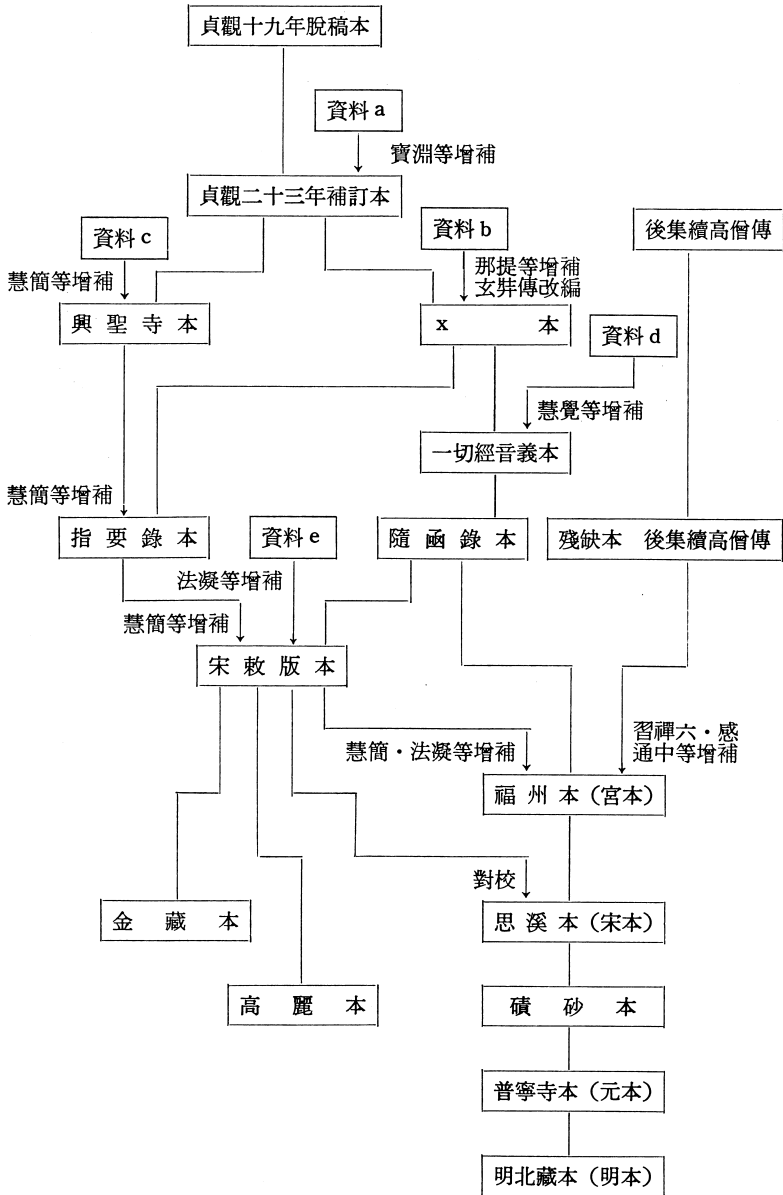 貞觀十九年脫稿本
資料a
寶淵等增補
貞觀二十三年補訂本
資料c
資料b
後集續高僧傳
慧簡等增補
那提等增補
玄奘傳改編
興聖寺本
x 本
資料d
慧覺等增補
一切經音義本
慧簡等增補
指要錄本
資料e
隨函錄本
殘缺本 後集續高僧傳
法凝等增補
慧簡等增補
宋敕版本
慧簡・法凝等增補
習禪六・感
通中等增補
福州本（宮本）
對校
金藏本
思溪本（宋本）
高麗本
磧砂本
普寧寺本（元本）
明北藏本（明本）